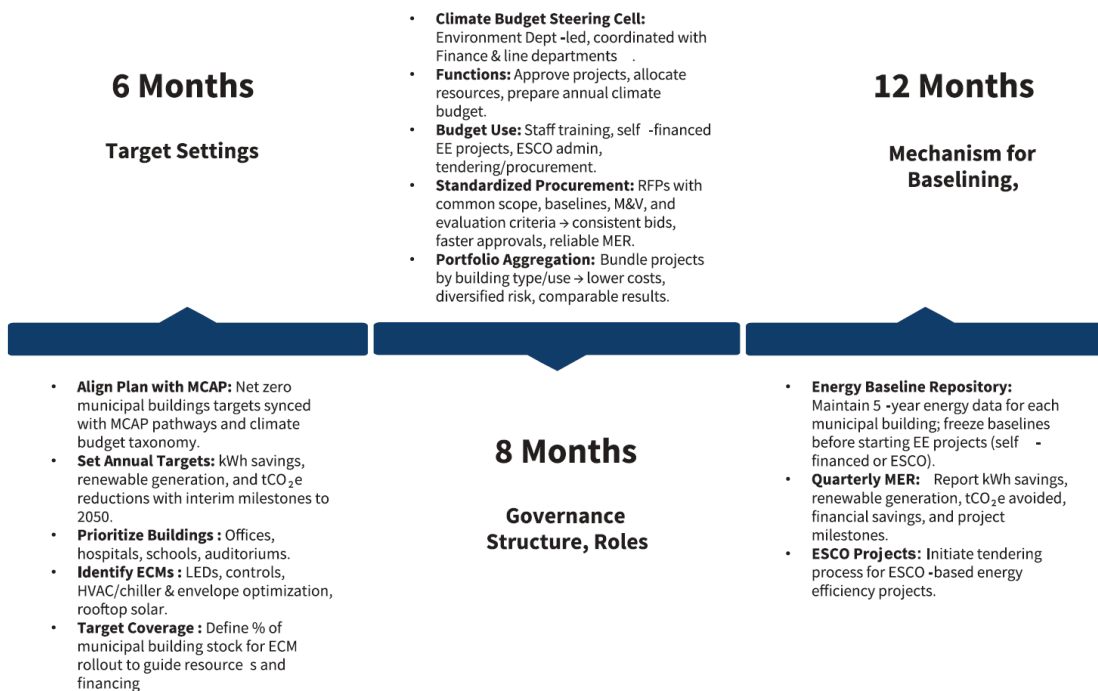 6 Months
Target Settings
• Align Plan with MCAP: Net zero
municipal buildings targets synced
with MCAP pathways and climate
budget taxonomy.
• Set Annual Targets: kWh savings,
renewable generation, and tCO₂e
reductions with interim milestones to
2050.
• Prioritize Buildings : Offices,
hospitals, schools, auditoriums.
• Identify ECMs : LEDs, controls,
HVAC/chiller & envelope optimization,
rooftop solar.
• Target Coverage : Define % of
municipal building stock for ECM
rollout to guide resource s and
financing
• Climate Budget Steering Cell:
Environment Dept -led, coordinated with
Finance & line departments .
• Functions: Approve projects, allocate
resources, prepare annual climate
budget.
• Budget Use: Staff training, self -financed
EE projects, ESCO admin,
tendering/procurement.
• Standardized Procurement: RFPs with
common scope, baselines, M&V, and
evaluation criteria → consistent bids,
faster approvals, reliable MER.
• Portfolio Aggregation: Bundle projects
by building type/use → lower costs,
diversified risk, comparable results.
8 Months
Governance
Structure, Roles
12 Months
Mechanism for
Baselining,
• Energy Baseline Repository:
Maintain 5 -year energy data for each
municipal building; freeze baselines
before starting EE projects (self -
financed or ESCO).
• Quarterly MER: Report kWh savings,
renewable generation, tCO₂e avoided,
financial savings, and project
milestones.
• ESCO Projects: Initiate tendering
process for ESCO -based energy
efficiency projects.